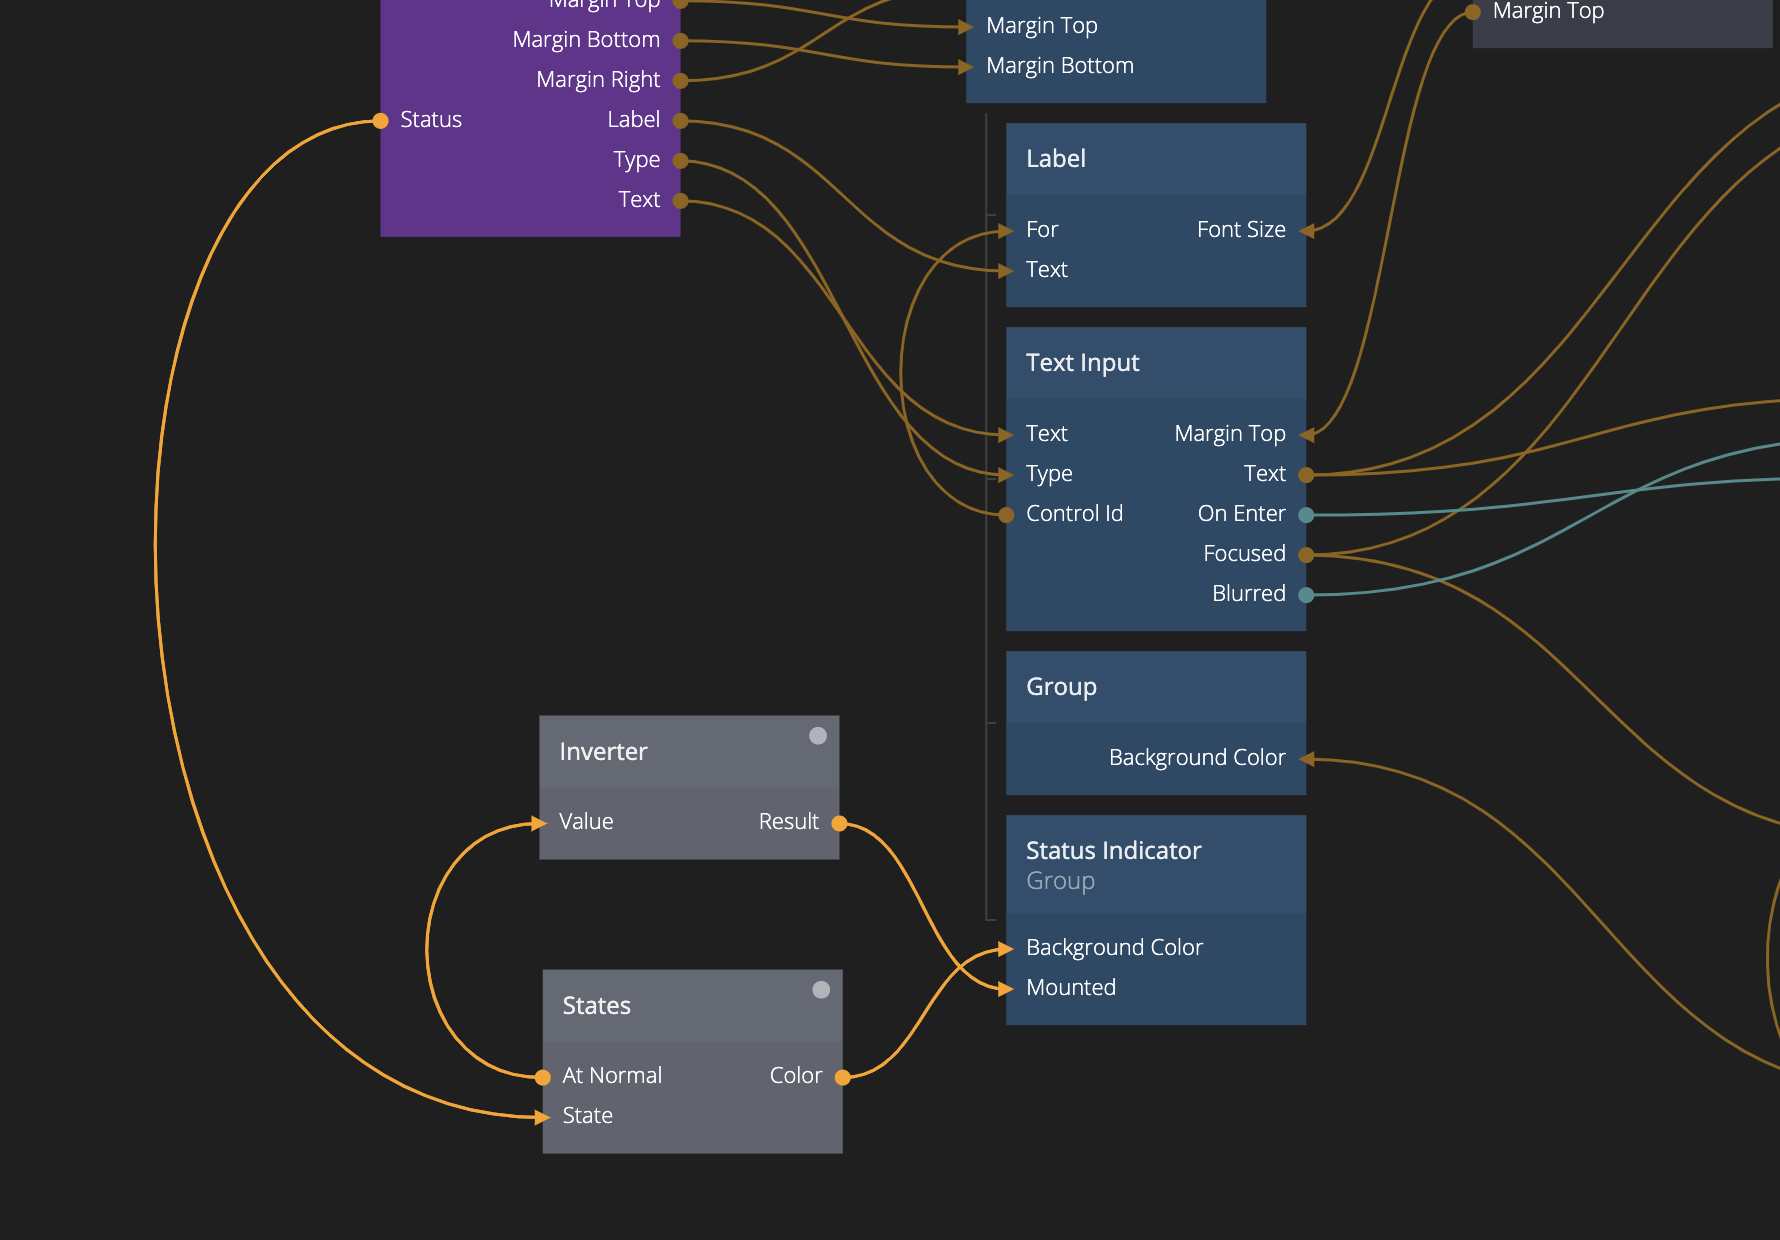 Margin Top
Margin Bottom
Margin Right
Status
Label
Type
Text
Margin Top
Margin Bottom
Margin Top
Label
For
Font Size
Text
Text Input
Text
Margin Top
Type
Text
Control Id
On Enter
Focused
Blurred
Group
Background Color
Inverter
Value
Result
Status Indicator
Group
Background Color
Mounted
States
At Normal
Color
State